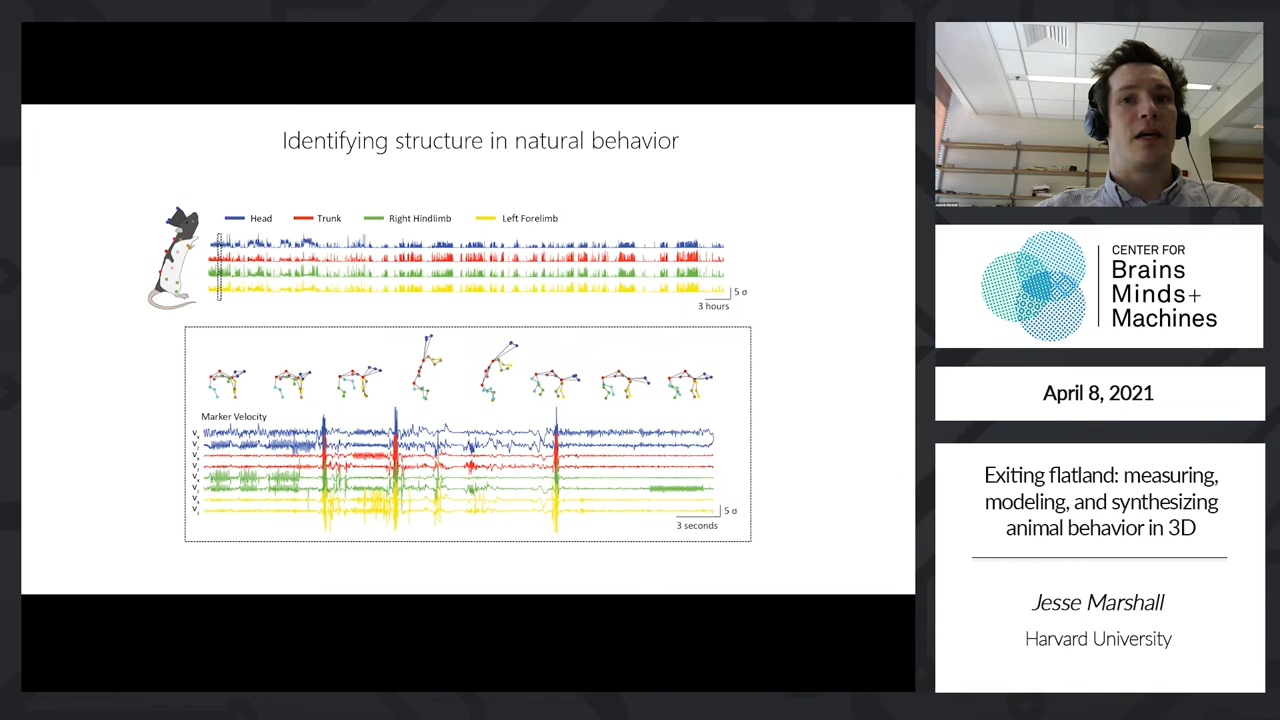 Identifying structure in natural behavior
Head Trunk Right Hindlimb Left Forelimb
5 σ
3 hours
Marker Velocity
5 σ
3 seconds
CENTER FOR
Brains
Minds+
Machines
April 8, 2021
Exiting flatland: measuring,
modeling, and synthesizing
animal behavior in 3D
Jesse Marshall
Harvard University